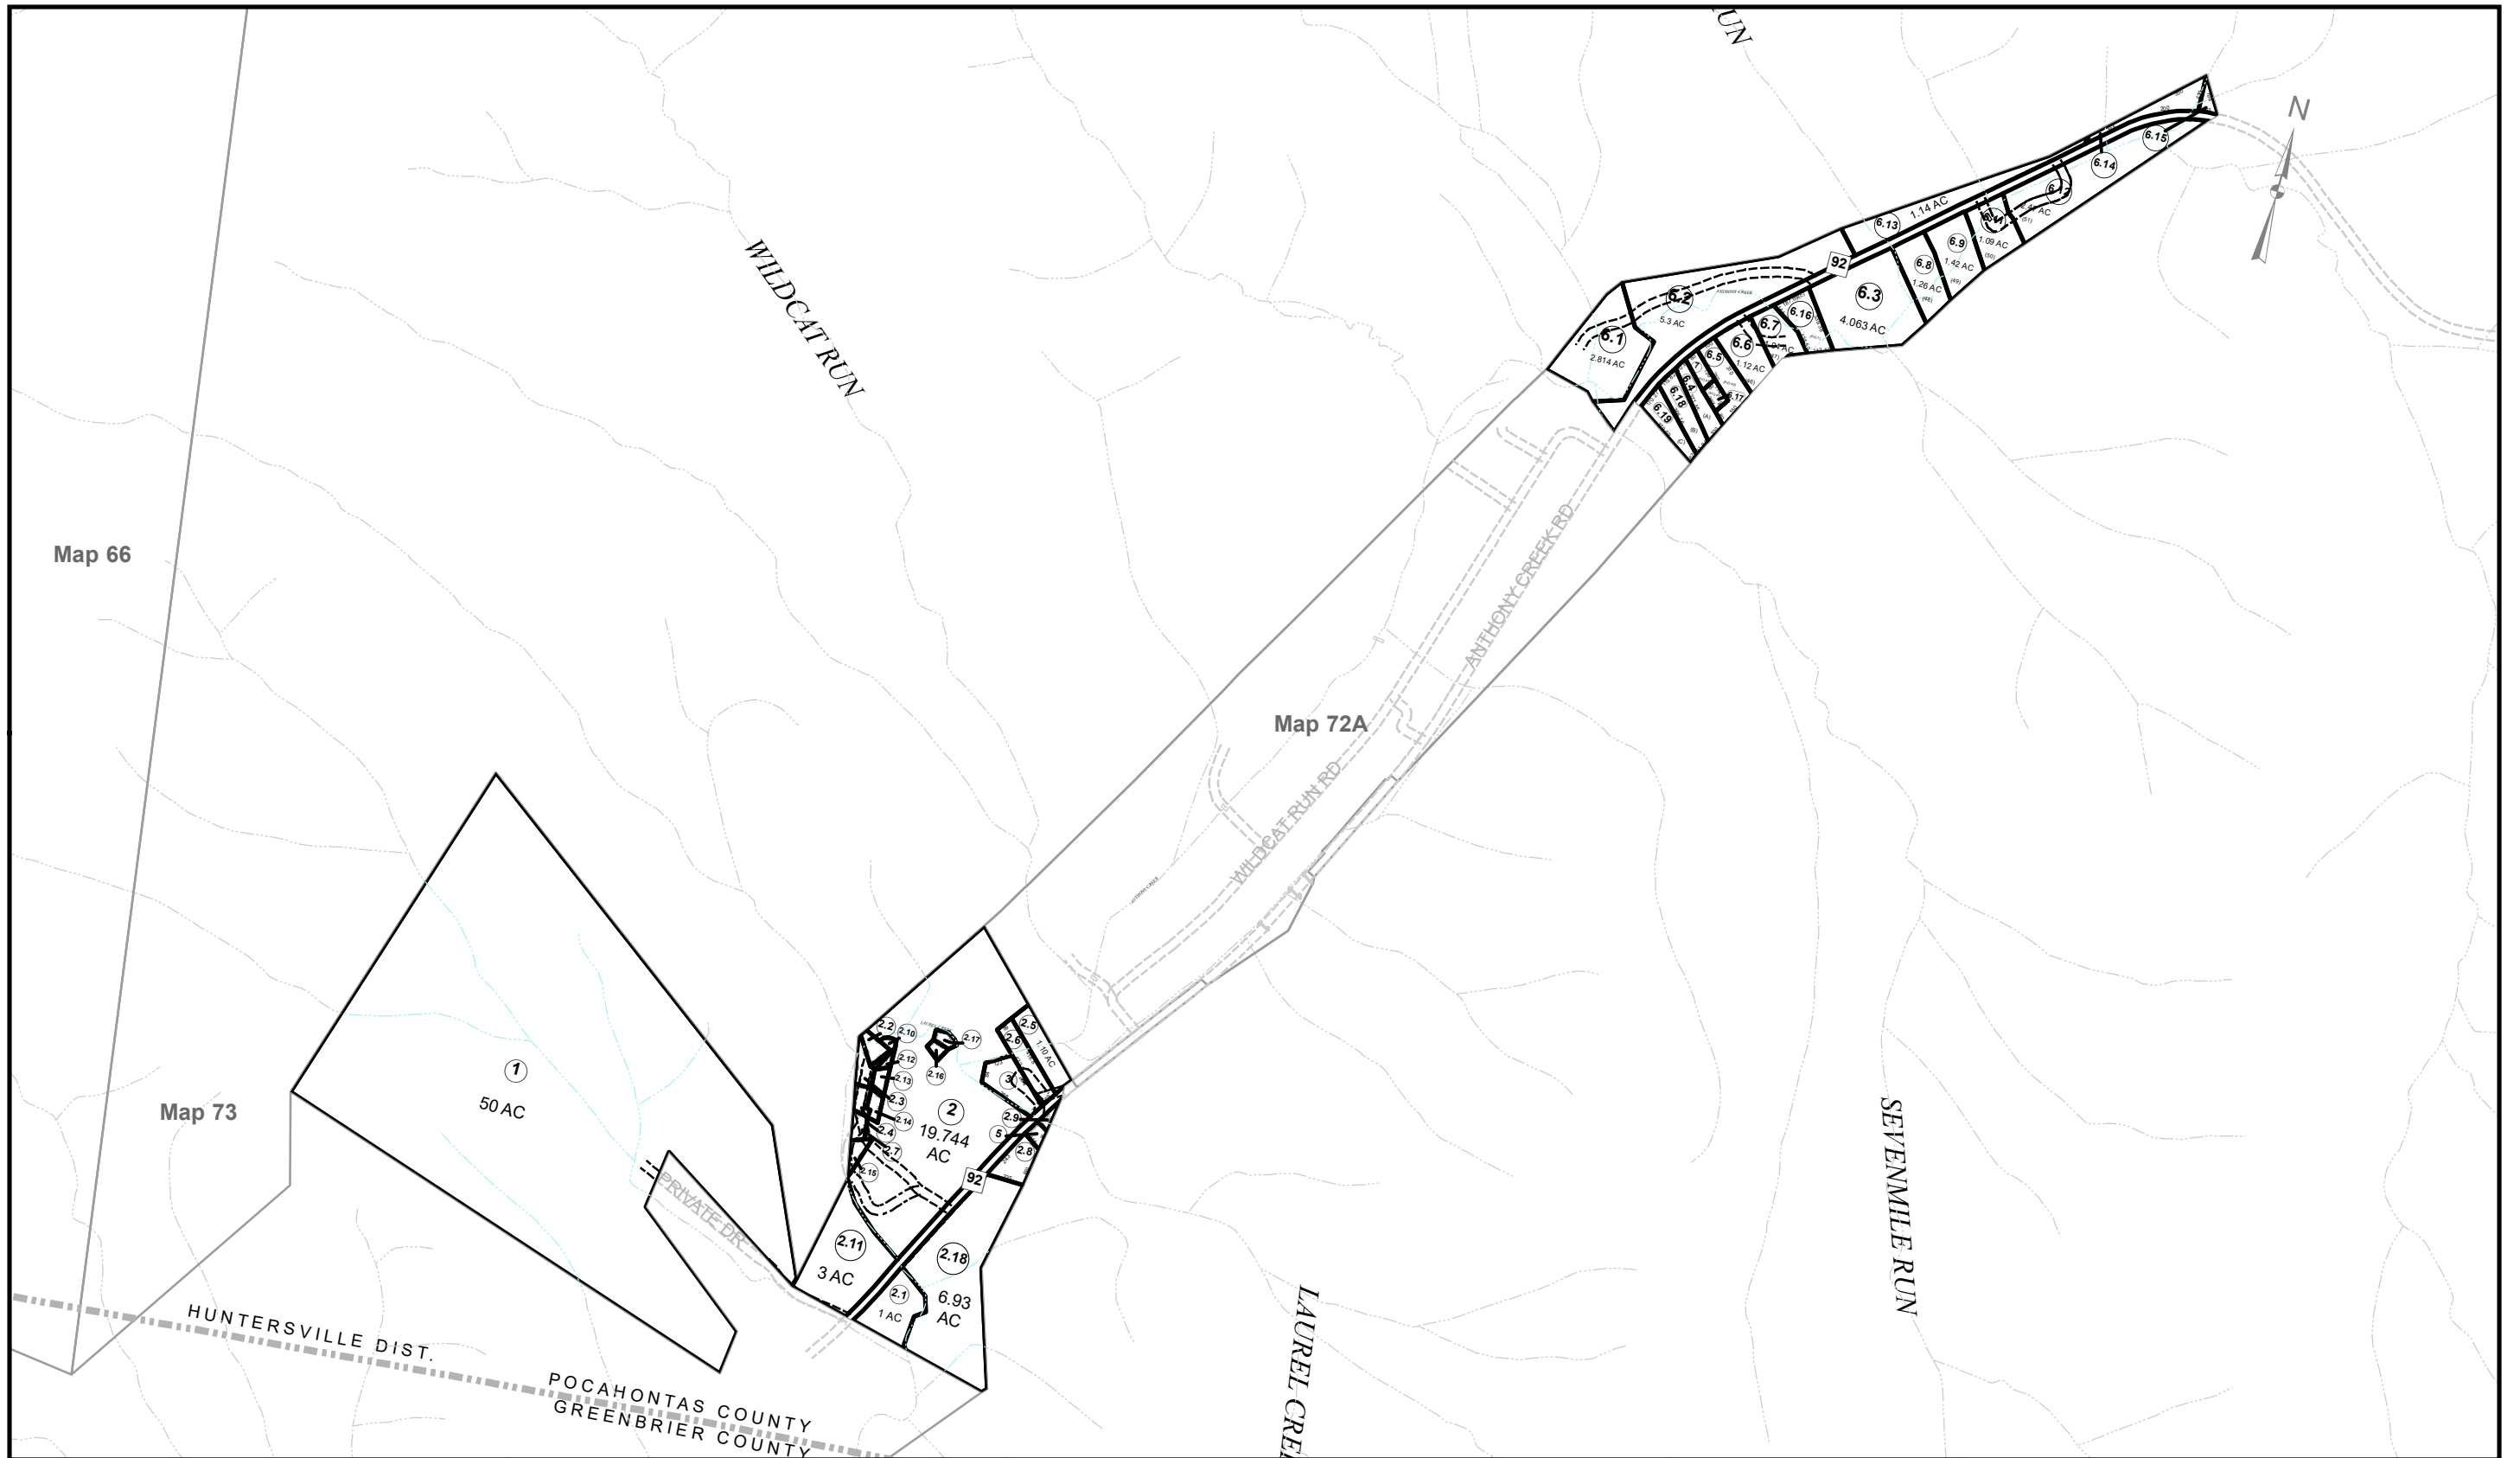 RUN
N
6.15
6.14
6.13
1.14 AC
1.09 AC
(51)
(50)
6.9
1.42 AC
(49)
6.8
1.26 AC
(48)
92
6.3
4.063 AC
6.2
5.3 AC
6.16
6.7
6.1
2.814 AC
6.6
1.12 AC
6.5
6.4
6.17
6.18
6.19
(A)
(B)
(C)
WILDCAT RUN
Map 66
ANTHONY CREEK RD
Map 72A
WILDCAT RUN RD
1
50 AC
Map 73
PRIVATE DR
2.2
2.10
2.17
2.5
2.6
1.10 AC
2.12
2.16
2.13
3
2.3
2
19.744
AC
2.14
2.9
2.4
5
2.7
2.8
2.15
92
2.11
3 AC
2.18
6.93
AC
2.1
1 AC
SEVENMILE RUN
HUNTERSVILLE DIST.
POCAHONTAS COUNTY
GREENBRIER COUNTY
LAUREL CREE